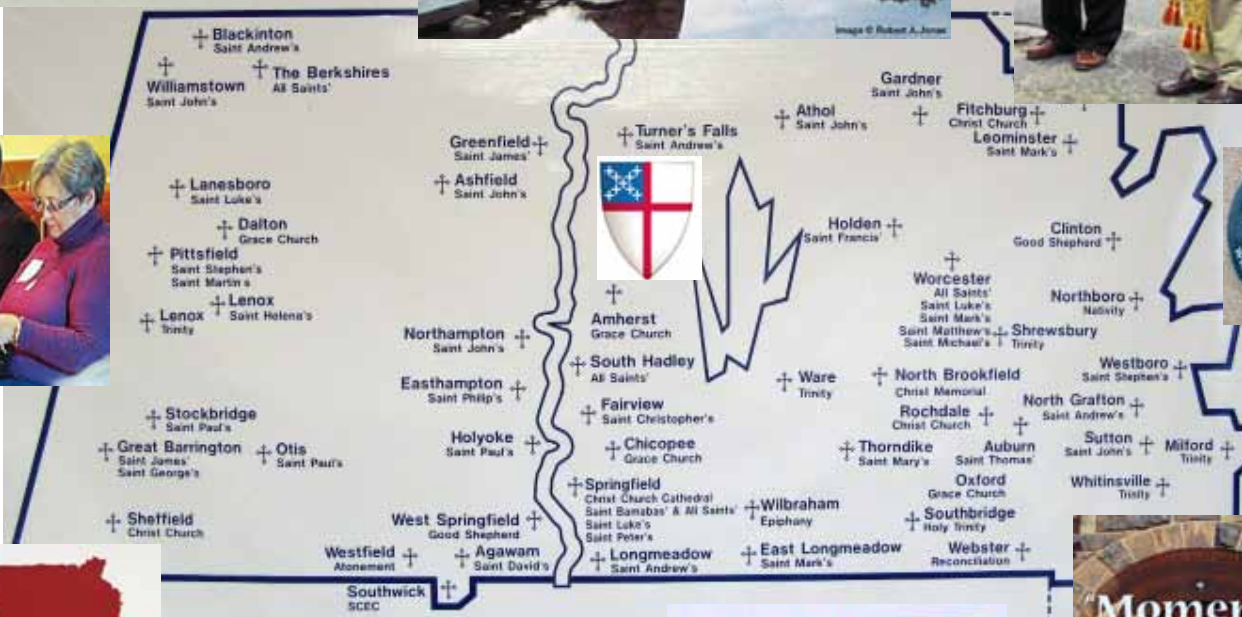 Image © Robert A. Jonas
Blackinton
Saint Andrew's
Williamstown
Saint John's
The Berkshires
All Saints'
Gardner
Saint John's
Athol
Saint John's
Fitchburg
Christ Church
Leominster
Saint Mark's
Greenfield
Saint James'
Turner's Falls
Saint Andrew's
Ashfield
Saint John's
Lanesboro
Saint Luke's
Dalton
Grace Church
Pittsfield
Saint Stephen's
Saint Martin's
Lenox
Saint Helena's
Lenox
Trinity
Holden
Saint Francis'
Clinton
Good Shepherd
Worcester
All Saints'
Saint Luke's
Saint Mark's
Saint Matthew's
Saint Michael's
Northboro
Nativity
Shrewsbury
Trinity
Northampton
Saint John's
Amherst
Grace Church
South Hadley
All Saints'
Westboro
Saint Stephen's
Easthampton
Saint Philip's
Ware
Trinity
North Brookfield
Christ Memorial
Fairview
Saint Christopher's
Rochdale
Christ Church
North Grafton
Saint Andrew's
Stockbridge
Saint Paul's
Great Barrington
Saint James'
Saint George's
Otis
Saint Paul's
Holyoke
Saint Paul's
Chicopee
Grace Church
Thorndike
Saint Mary's
Auburn
Saint Thomas'
Sutton
Saint John's
Milford
Trinity
Springfield
Christ Church Cathedral
Saint Barnabas' & All Saints'
Saint Luke's
Saint Peter's
Wilbraham
Epiphany
Oxford
Grace Church
Whitinsville
Trinity
Sheffield
Christ Church
West Springfield
Good Shepherd
Southbridge
Holy Trinity
Westfield
Atonement
Agawam
Saint David's
Longmeadow
Saint Andrew's
East Longmeadow
Saint Mark's
Webster
Reconciliation
Southwick
SCEC